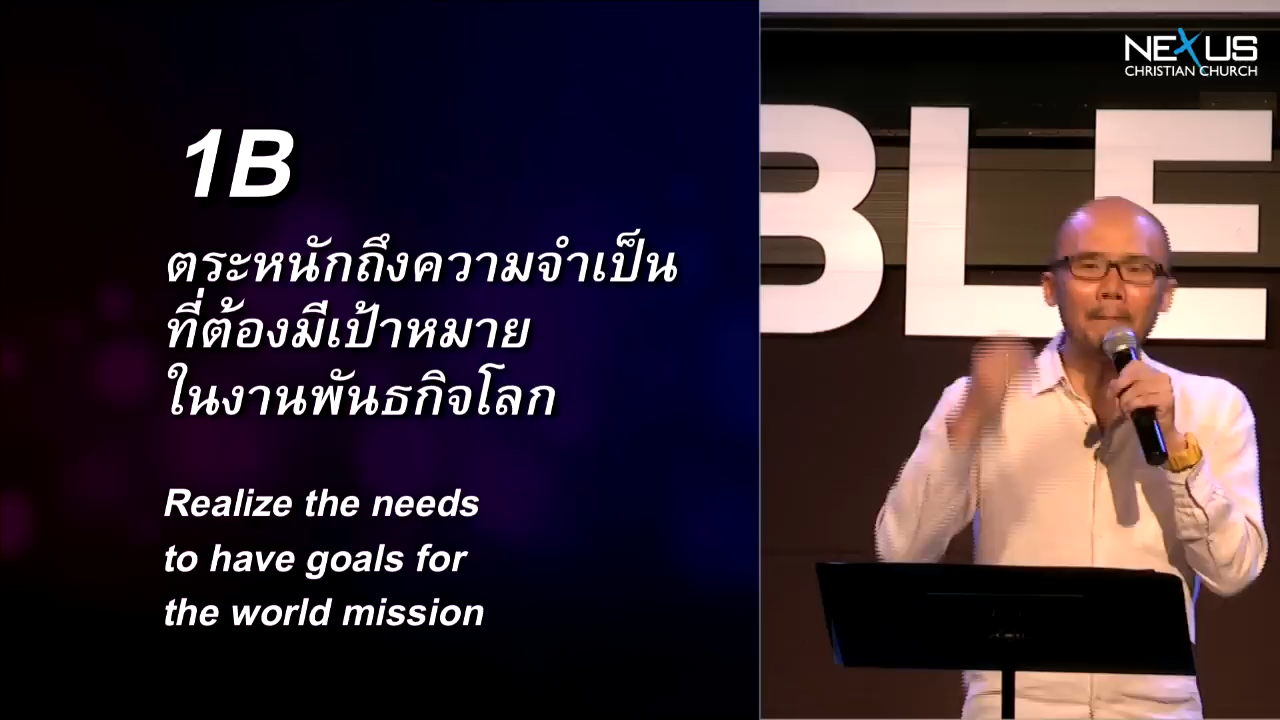 1B
ตระหนักถึงความจำเป็น
ที่ต้องมีเป้าหมาย
ในงานพันธกิจโลก
Realize the needs
to have goals for
the world mission
NEXUS
CHRISTIAN CHURCH
BLE